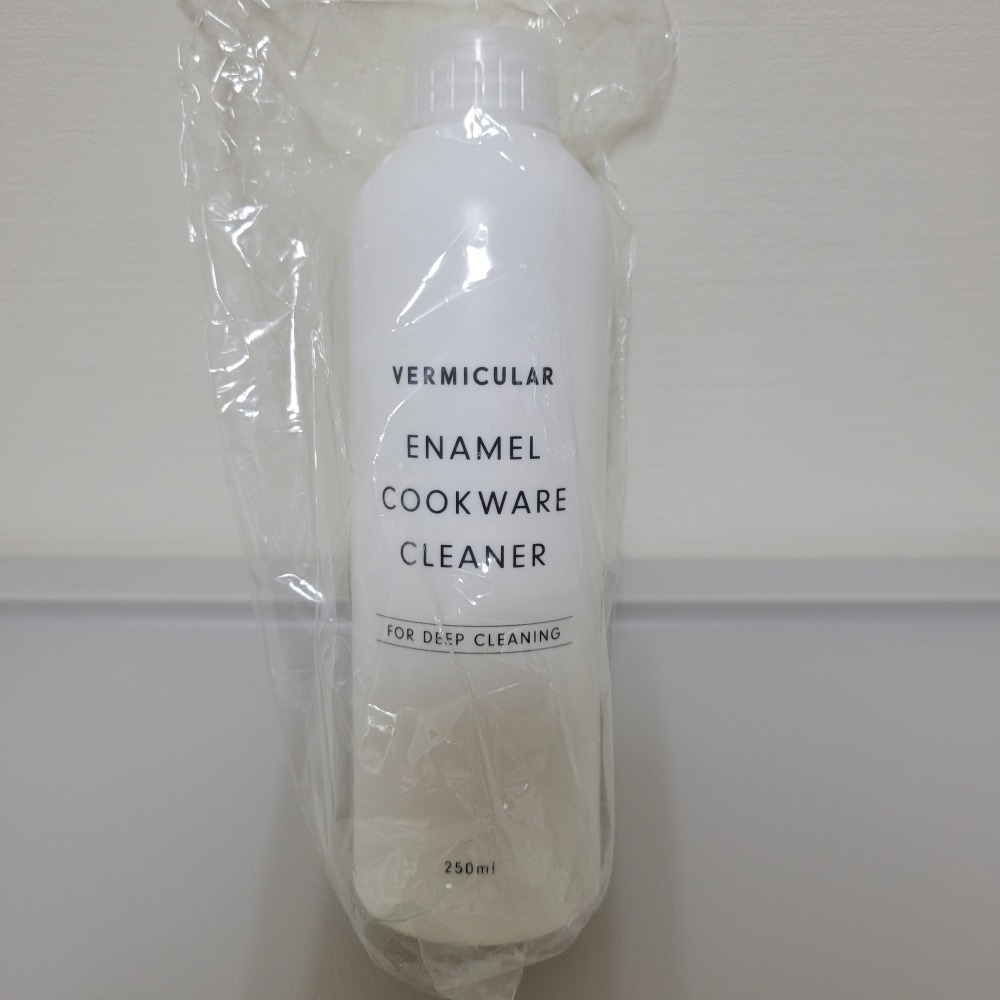 VERMICULAR
ENAMEL
COOKWARE
CLEANER
FOR DEEP CLEANING
250ml